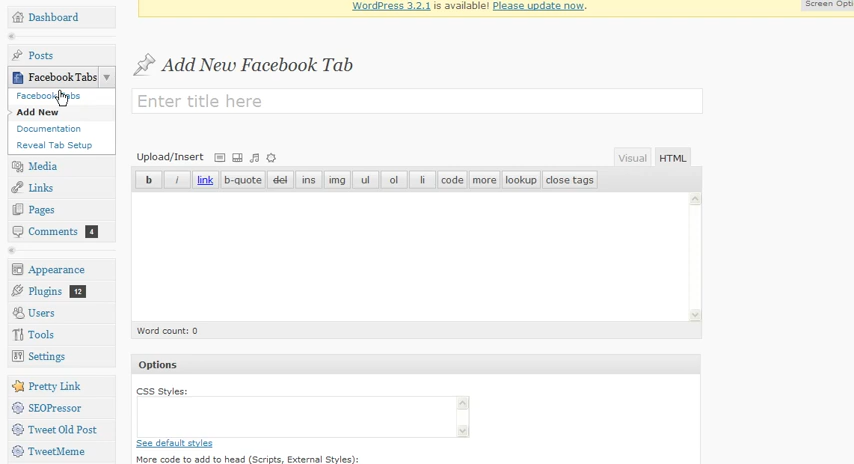 WordPress 3.2.1 is available! Please update now.
Screen Opti
Dashboard
Posts
Facebook Tabs
Facebook Tabs
Add New
Documentation
Reveal Tab Setup
Media
Links
Pages
Comments 4
Appearance
Plugins 12
Users
Tools
Settings
Pretty Link
SEOPressor
Tweet Old Post
TweetMeme
Add New Facebook Tab
Enter title here
Upload/Insert
Visual HTML
b i link b-quote del ins img ul ol li code more lookup close tags
Word count: 0
Options
CSS Styles:
See default styles
More code to add to head (Scripts, External Styles):